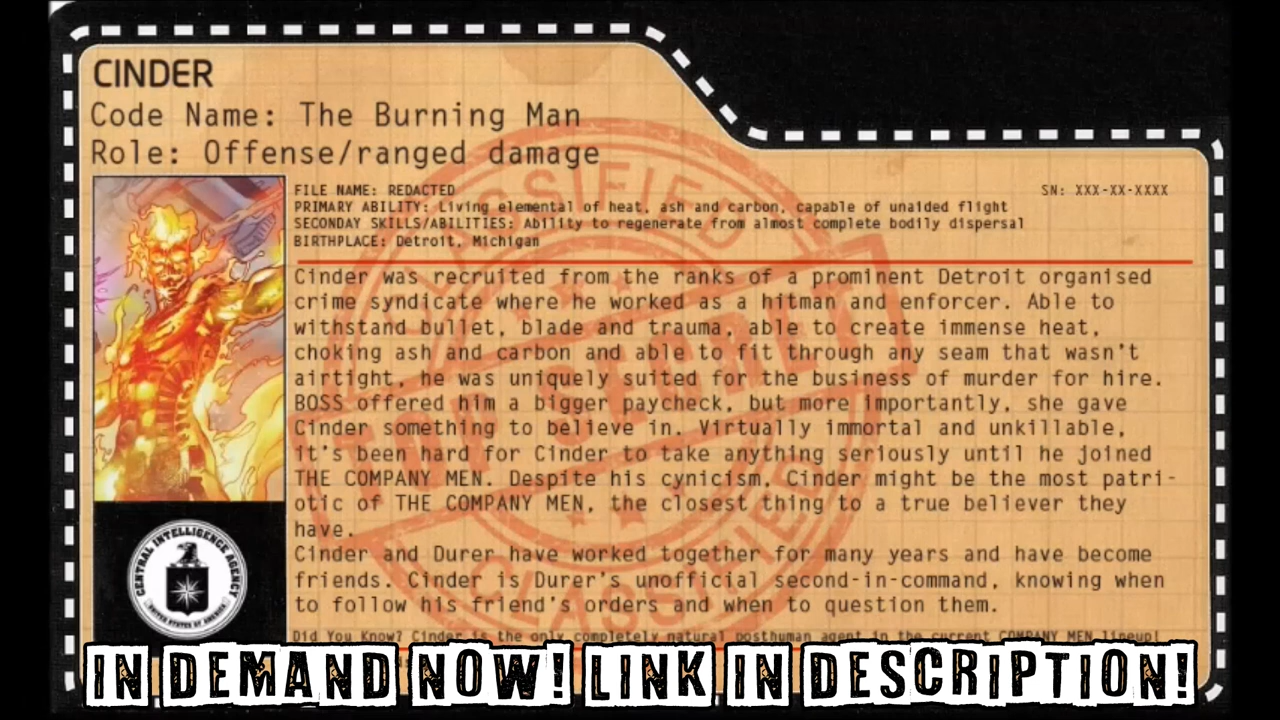 CINDER
Code Name: The Burning Man
Role: Offense/ranged damage
FILE NAME: REDACTED
SN: XXX-XX-XXXX
PRIMARY ABILITY: Living elemental of heat, ash and carbon, capable of unaided flight
SECONDAY SKILLS/ABILITIES: Ability to regenerate from almost complete bodily dispersal
BIRTHPLACE: Detroit, Michigan
Cinder was recruited from the ranks of a prominent Detroit organised
crime syndicate where he worked as a hitman and enforcer. Able to
withstand bullet, blade and trauma, able to create immense heat,
choking ash and carbon and able to fit through any seam that wasn't
airtight, he was uniquely suited for the business of murder for hire.
BOSS offered him a bigger paycheck, but more importantly, she gave
Cinder something to believe in. Virtually immortal and unkillable,
it's been hard for Cinder to take anything seriously until he joined
THE COMPANY MEN. Despite his cynicism, Cinder might be the most patri-
otic of THE COMPANY MEN, the closest thing to a true believer they
have.
Cinder and Durer have worked together for many years and have become
friends. Cinder is Durer's unofficial second-in-command, knowing when
to follow his friend's orders and when to question them.
Did You Know? Cinder is the only completely natural posthuman agent in the current COMPANY MEN lineup!
CLASSIFIED
TOP SECRET
CLASSIFIED
CENTRAL INTELLIGENCE AGENCY
UNITED STATES OF AMERICA
IN DEMAND NOW! LINK IN DESCRIPTION!